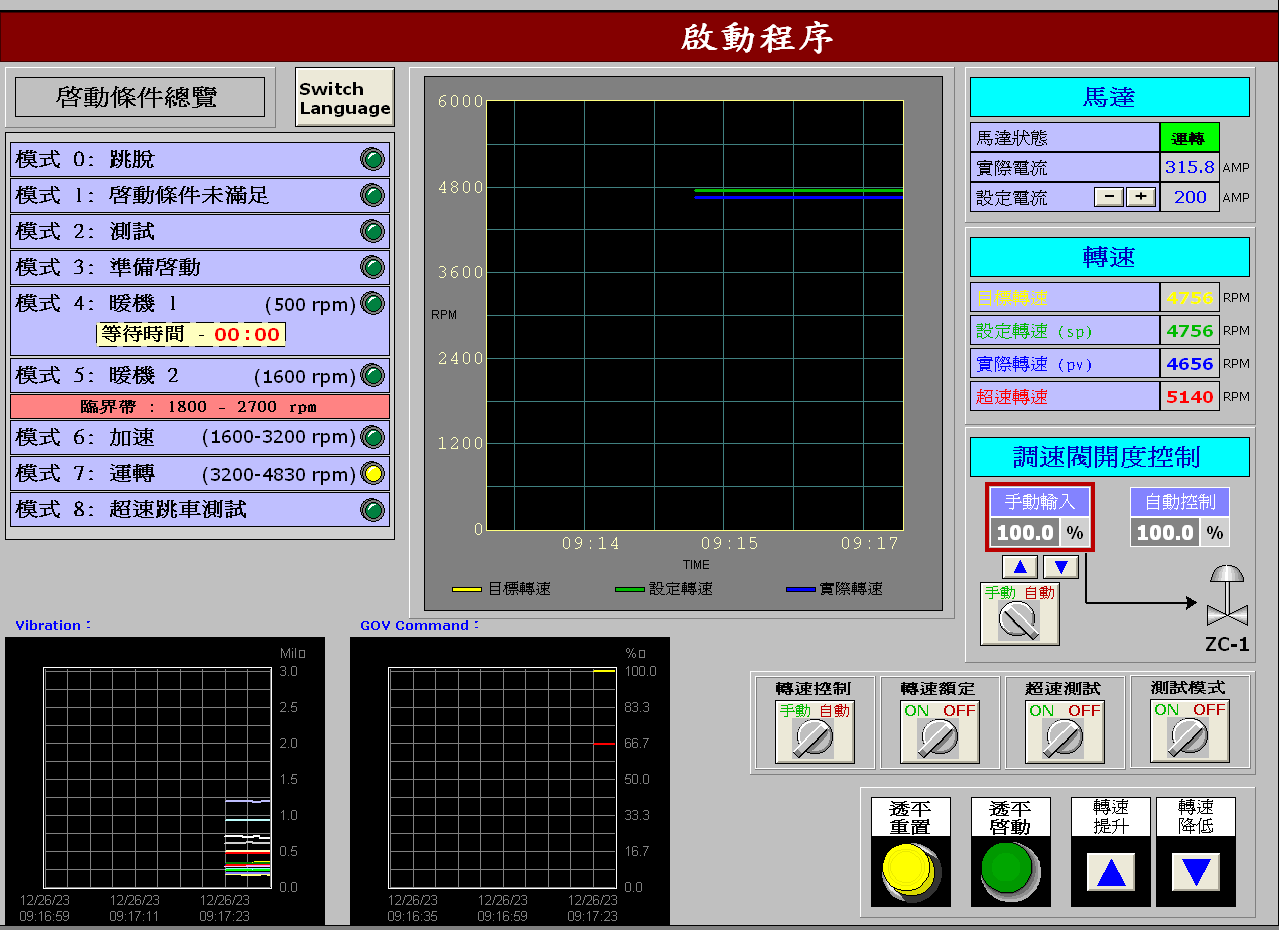 啟動程序
啓動條件總覽
Switch
Language
模式 0: 跳脫
模式 1: 啓動條件未滿足
模式 2: 測試
模式 3: 準備啓動
模式 4: 暖機 1 (500 rpm)
等待時間 - 00:00
模式 5: 暖機 2 (1600 rpm)
臨界帶 : 1800 - 2700 rpm
模式 6: 加速 (1600-3200 rpm)
模式 7: 運轉 (3200-4830 rpm)
模式 8: 超速跳車測試
6000
4800
3600
RPM
2400
1200
0
09:14 09:15 09:17
TIME
目標轉速 設定轉速 實際轉速
馬達
馬達狀態 運轉
實際電流 315.8 AMP
設定電流 - + 200 AMP
轉速
目標轉速 4756 RPM
設定轉速 (sp) 4756 RPM
實際轉速 (pv) 4656 RPM
超速轉速 5140 RPM
調速閥開度控制
手動輸入 自動控制
100.0 % 100.0 %
手動 自動
ZC-1
Vibration :
Mil
3.0
2.5
2.0
1.5
1.0
0.5
0.0
12/26/23 12/26/23 12/26/23
09:16:59 09:17:11 09:17:23
GOV Command :
%
100.0
83.3
66.7
50.0
33.3
16.7
0.0
12/26/23 12/26/23 12/26/23
09:16:35 09:16:59 09:17:23
轉速控制 轉速額定 超速測試 測試模式
手動 自動 ON OFF ON OFF ON OFF
透平
重置
透平
啓動
轉速
提升
轉速
降低